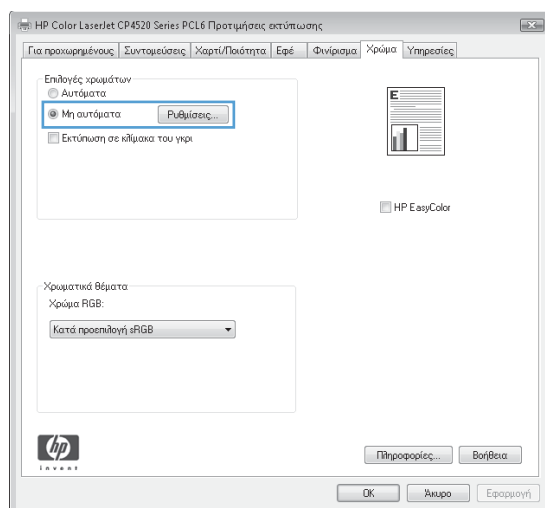 HP Color LaserJet CP4520 Series PCL6 Προτιμήσεις εκτύπωσης
Για προχωρημένους Συντομεύσεις Χαρτί/Ποιότητα Εφέ Φινίρισμα Χρώμα Υπηρεσίες
Επιλογές χρωμάτων
Αυτόματα
Μη αυτόματα Ρυθμίσεις...
Εκτύπωση σε κλίμακα του γκρι
E
HP EasyColor
Χρωματικά θέματα
Χρώμα RGB:
Κατά προεπιλογή sRGB
hp
invent
Πληροφορίες... Βοήθεια
OK Άκυρο Εφαρμογή